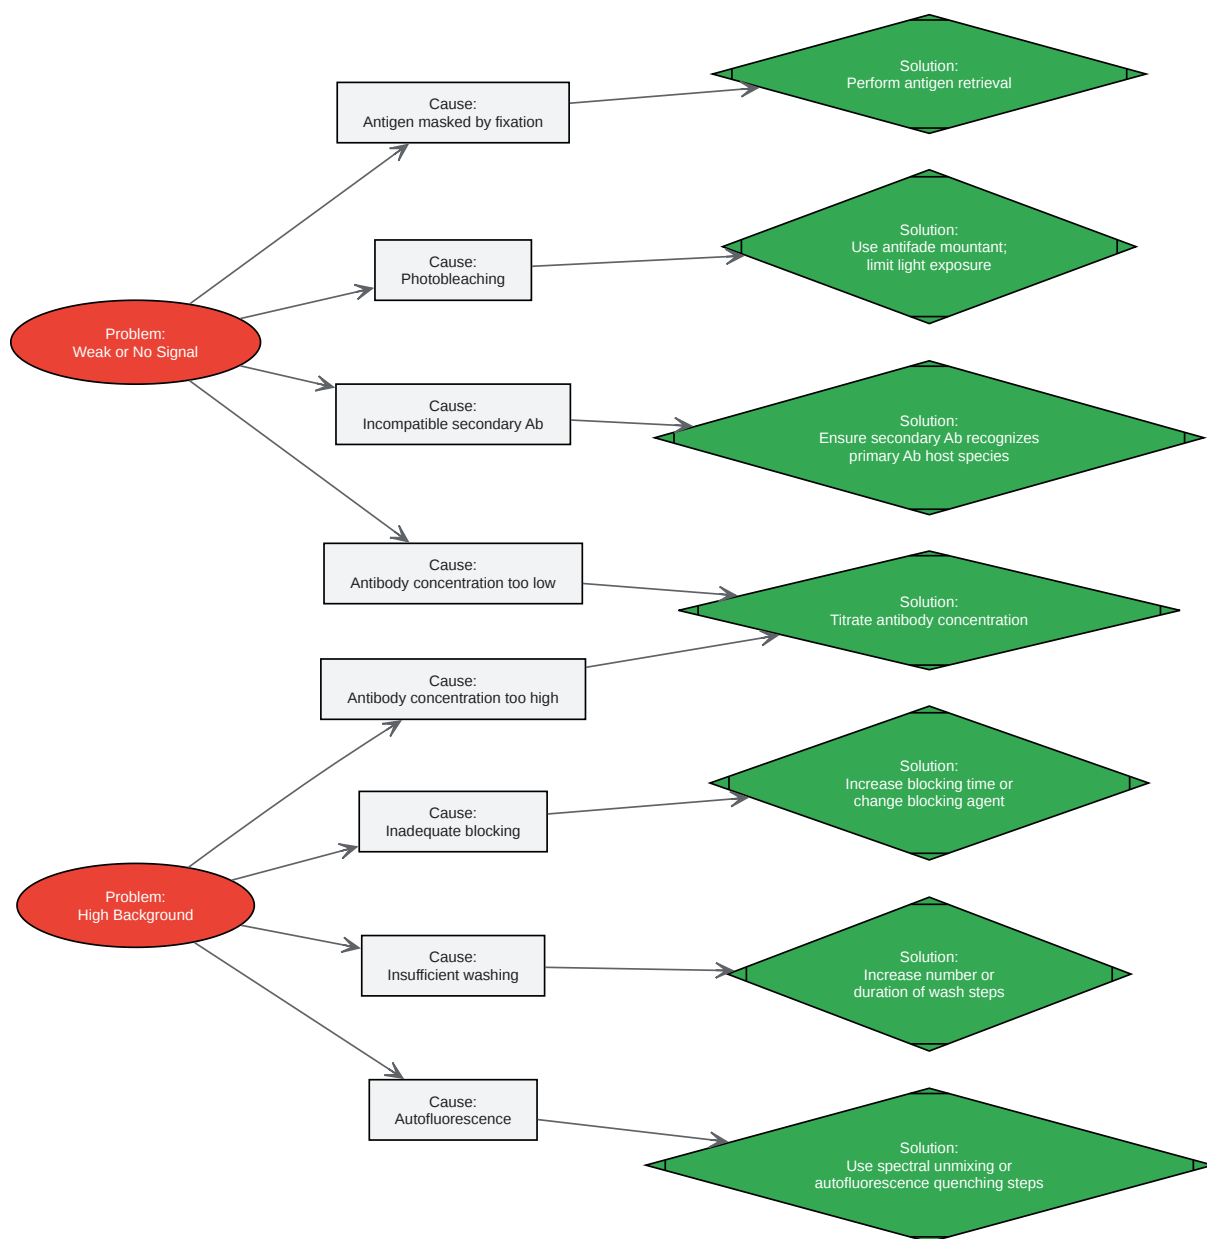 Problem:
Weak or No Signal
Cause:
Antigen masked by fixation
Solution:
Perform antigen retrieval
Cause:
Photobleaching
Solution:
Use antifade mountant;
limit light exposure
Cause:
Incompatible secondary Ab
Solution:
Ensure secondary Ab recognizes
primary Ab host species
Cause:
Antibody concentration too low
Solution:
Titrate antibody concentration
Problem:
High Background
Cause:
Antibody concentration too high
Cause:
Inadequate blocking
Solution:
Increase blocking time or
change blocking agent
Cause:
Insufficient washing
Solution:
Increase number or
duration of wash steps
Cause:
Autofluorescence
Solution:
Use spectral unmixing or
autofluorescence quenching steps